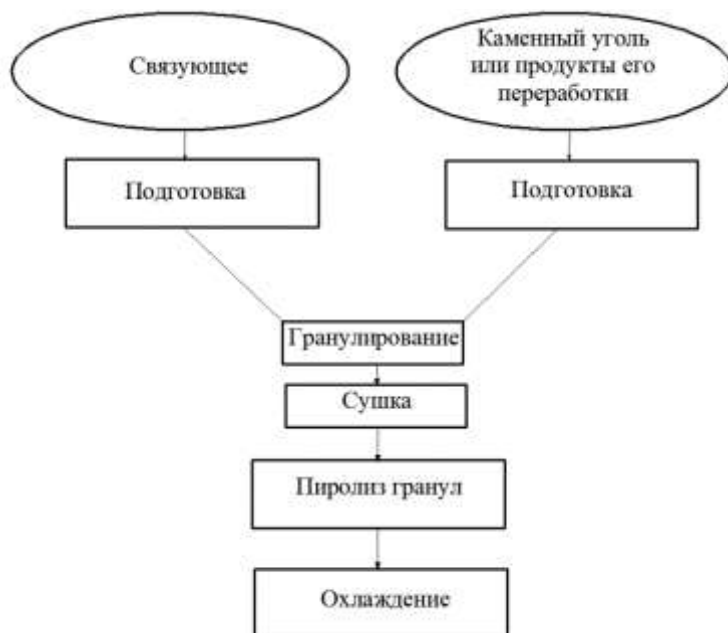 Связующее
Каменный уголь
или продукты его
переработки
Подготовка
Подготовка
Гранулирование
Сушка
Пиролиз гранул
Охлаждение